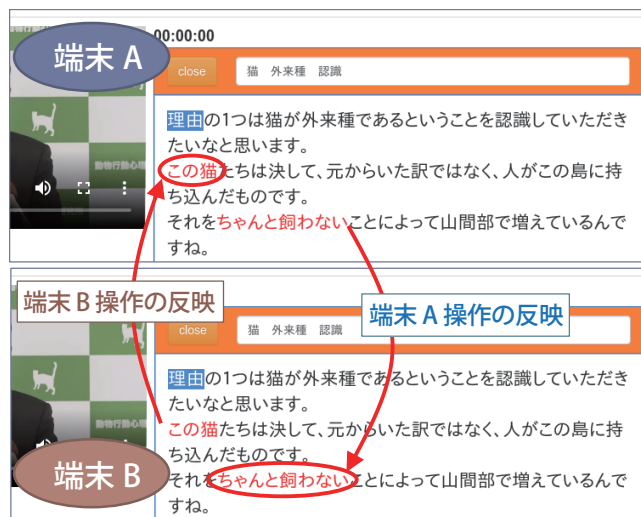 00:00:00
端末 A
close
猫 外来種 認識
理由の1つは猫が外来種であるということを認識していただき
たいなと思います。
この猫たちは決して、元からいた訳ではなく、人がこの島に持
ち込んだものです。
それをちゃんと飼わないことによって山間部で増えているんで
すね。
動物行動心理
端末 B 操作の反映
端末 A 操作の反映
close
猫 外来種 認識
理由の1つは猫が外来種であるということを認識していただき
たいなと思います。
この猫たちは決して、元からいた訳ではなく、人がこの島に持
ち込んだものです。
それをちゃんと飼わないことによって山間部で増えているんで
すね。
動物行動心理
端末 B